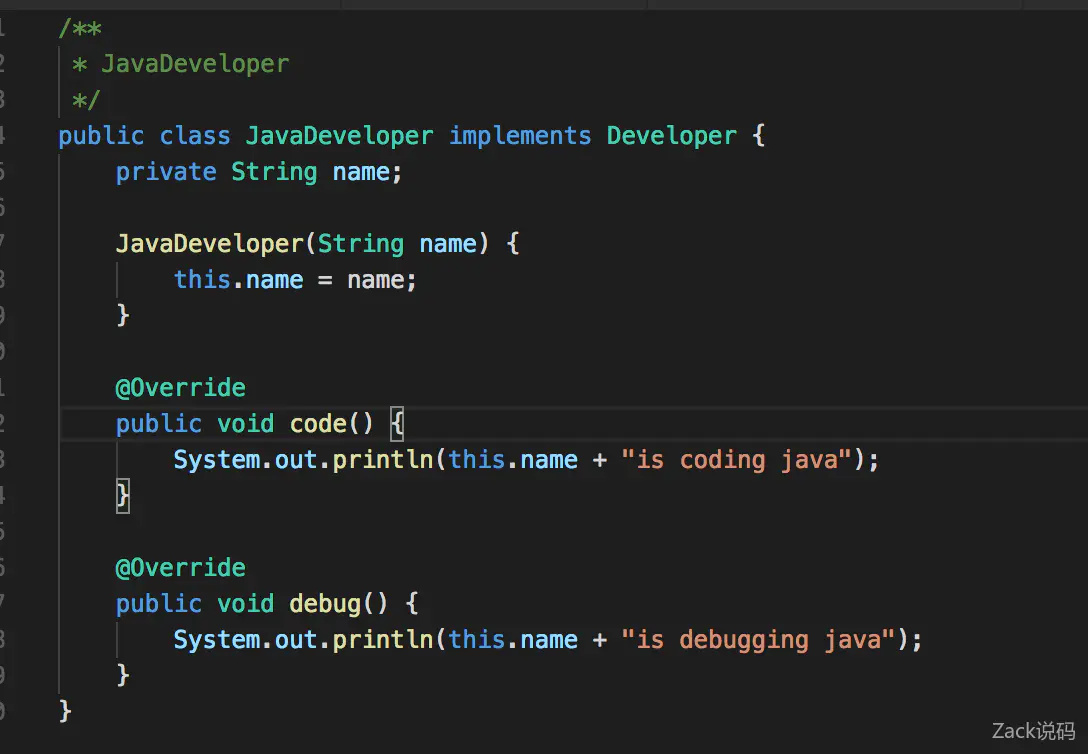 /**
 * JavaDeveloper
 */
public class JavaDeveloper implements Developer {
    private String name;

    JavaDeveloper(String name) {
        this.name = name;
    }

    @Override
    public void code() {
        System.out.println(this.name + "is coding java");
    }

    @Override
    public void debug() {
        System.out.println(this.name + "is debugging java");
    }
}
Zack说码